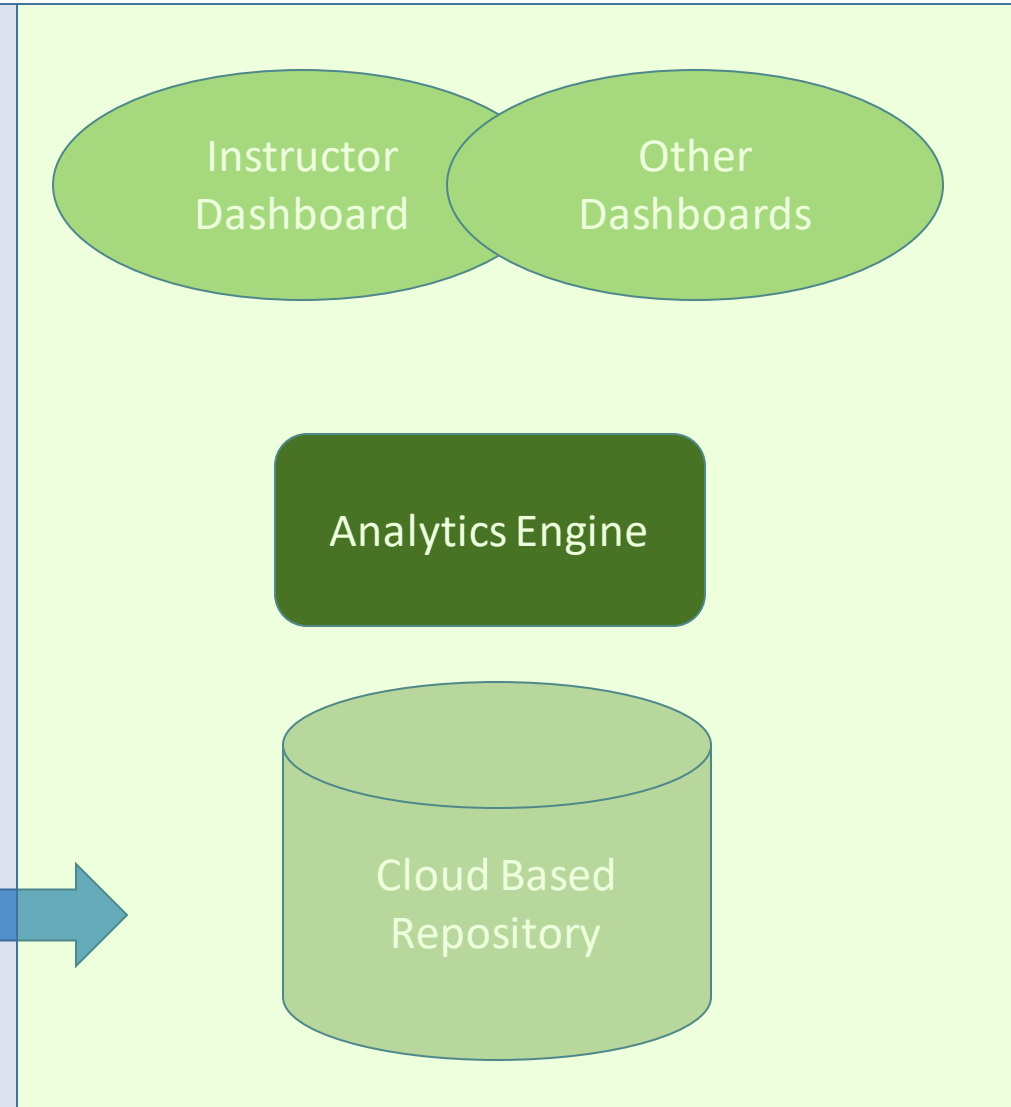 Instructor
Dashboard
Other
Dashboards
Analytics Engine
Cloud Based
Repository